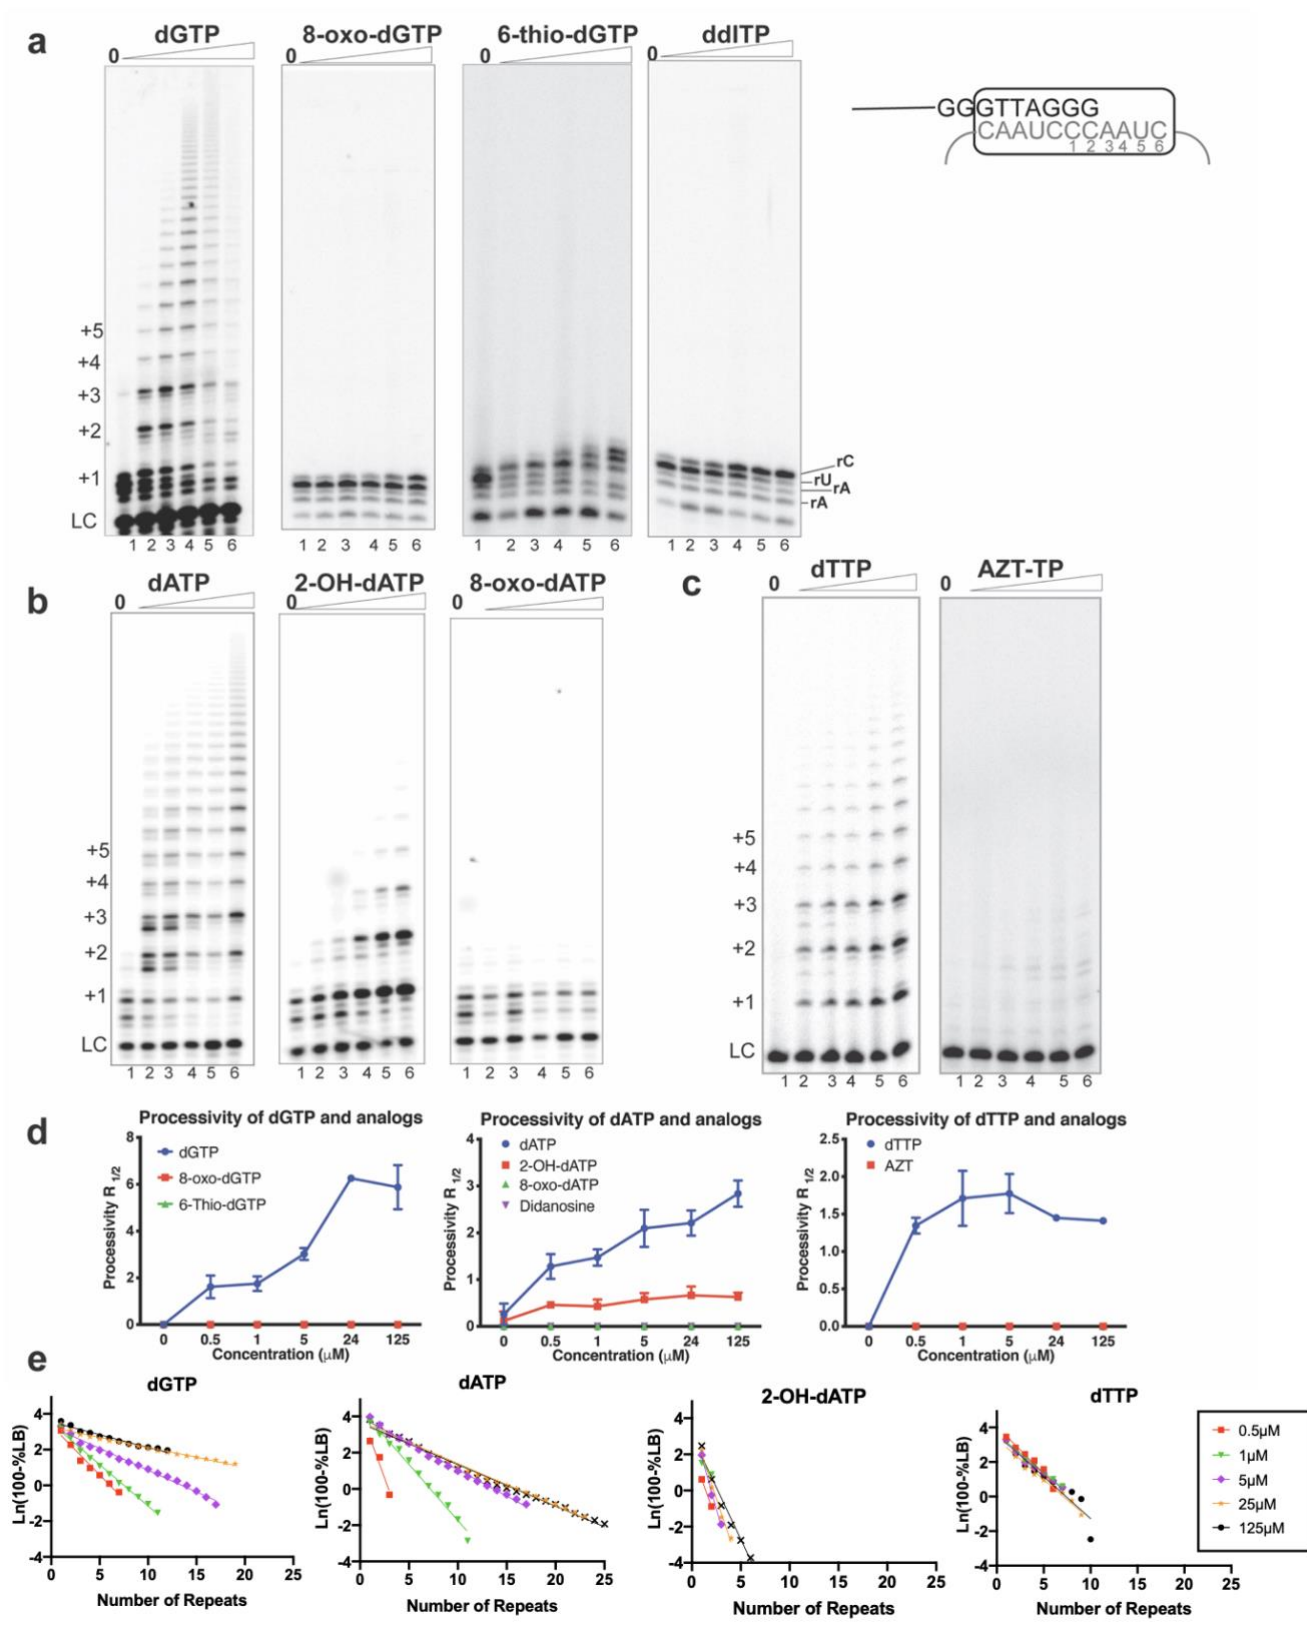 a
dGTP 8-oxo-dGTP 6-thio-dGTP ddITP
0 0 0 0
GGGTTAGGG
CAAUCCCAAUC
1 2 3 4 5 6
+5
+4
+3
+2
+1
LC
rC
rU
rA
rA
1 2 3 4 5 6 1 2 3 4 5 6 1 2 3 4 5 6 1 2 3 4 5 6
b
dATP 2-OH-dATP 8-oxo-dATP
0 0 0
+5
+4
+3
+2
+1
LC
1 2 3 4 5 6 1 2 3 4 5 6 1 2 3 4 5 6
c
dTTP AZT-TP
0 0
+5
+4
+3
+2
+1
LC
1 2 3 4 5 6 1 2 3 4 5 6
d
Processivity of dGTP and analogs
Processivity R 1/2
8
6
4
2
0
dGTP
8-oxo-dGTP
6-Thio-dGTP
0 0.5 1 5 24 125
Concentration (μM)
Processivity of dATP and analogs
Processivity R 1/2
4
3
2
1
0
dATP
2-OH-dATP
8-oxo-dATP
Didanosine
0 0.5 1 5 24 125
Concentration (μM)
Processivity of dTTP and analogs
Processivity R 1/2
2.5
2.0
1.5
1.0
0.5
0.0
dTTP
AZT
0 0.5 1 5 24 125
Concentration (μM)
e
dGTP
Ln(100-%LB)
4
2
0
-2
-4
0 5 10 15 20 25
Number of Repeats
dATP
Ln(100-%LB)
4
2
0
-2
-4
0 5 10 15 20 25
Number of Repeats
2-OH-dATP
Ln(100-%LB)
4
2
0
-2
-4
0 5 10 15 20 25
Number of Repeats
dTTP
Ln(100-%LB)
4
2
0
-2
-4
0 5 10 15 20 25
Number of Repeats
0.5μM
1μM
5μM
25μM
125μM